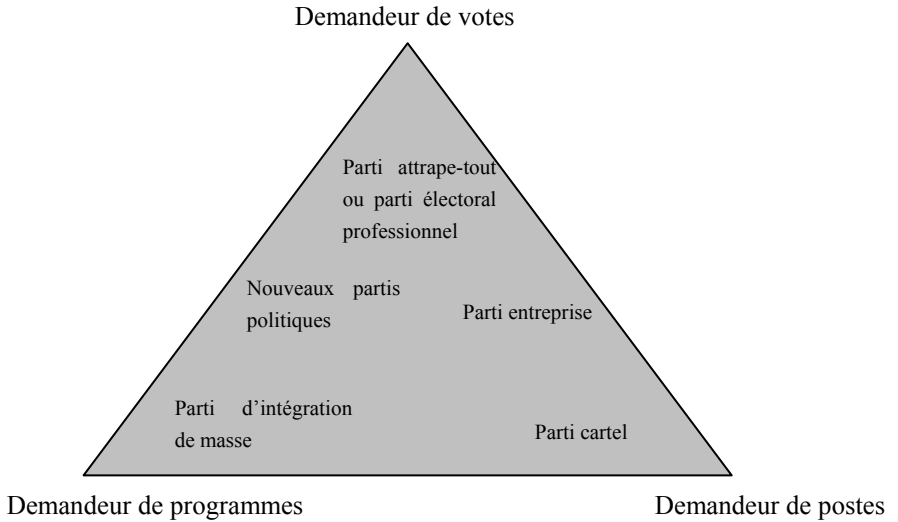 Demandeur de votes
Parti attrape-tout
ou parti électoral
professionnel
Nouveaux partis
politiques
Parti entreprise
Parti d’intégration
de masse
Parti cartel
Demandeur de programmes
Demandeur de postes